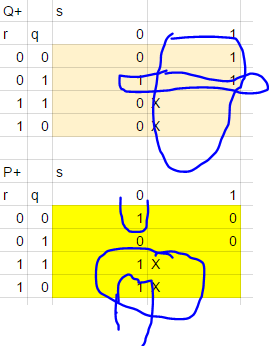 Q+ s
r q 0 1
0 0 0 1
0 1 1 1
1 1 0 X
1 0 0 X
P+ s
r q 0 1
0 0 1 0
0 1 0 0
1 1 1 X
1 0 1 X